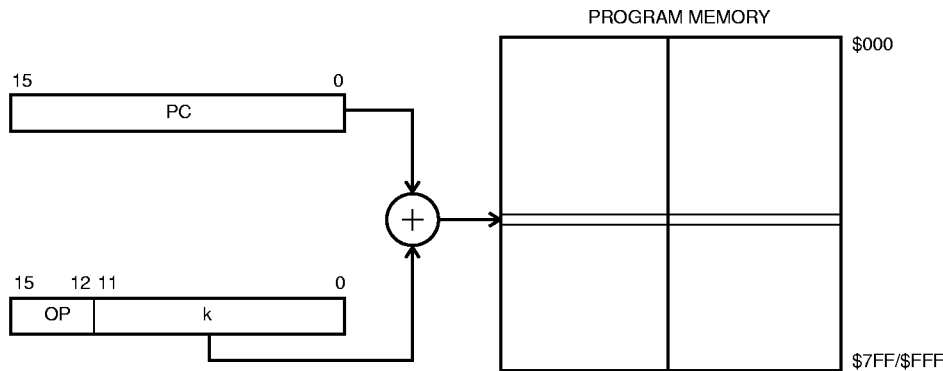 PROGRAM MEMORY
$000
15 0
PC
+
15 12 11 0
OP k
$7FF/$FFF